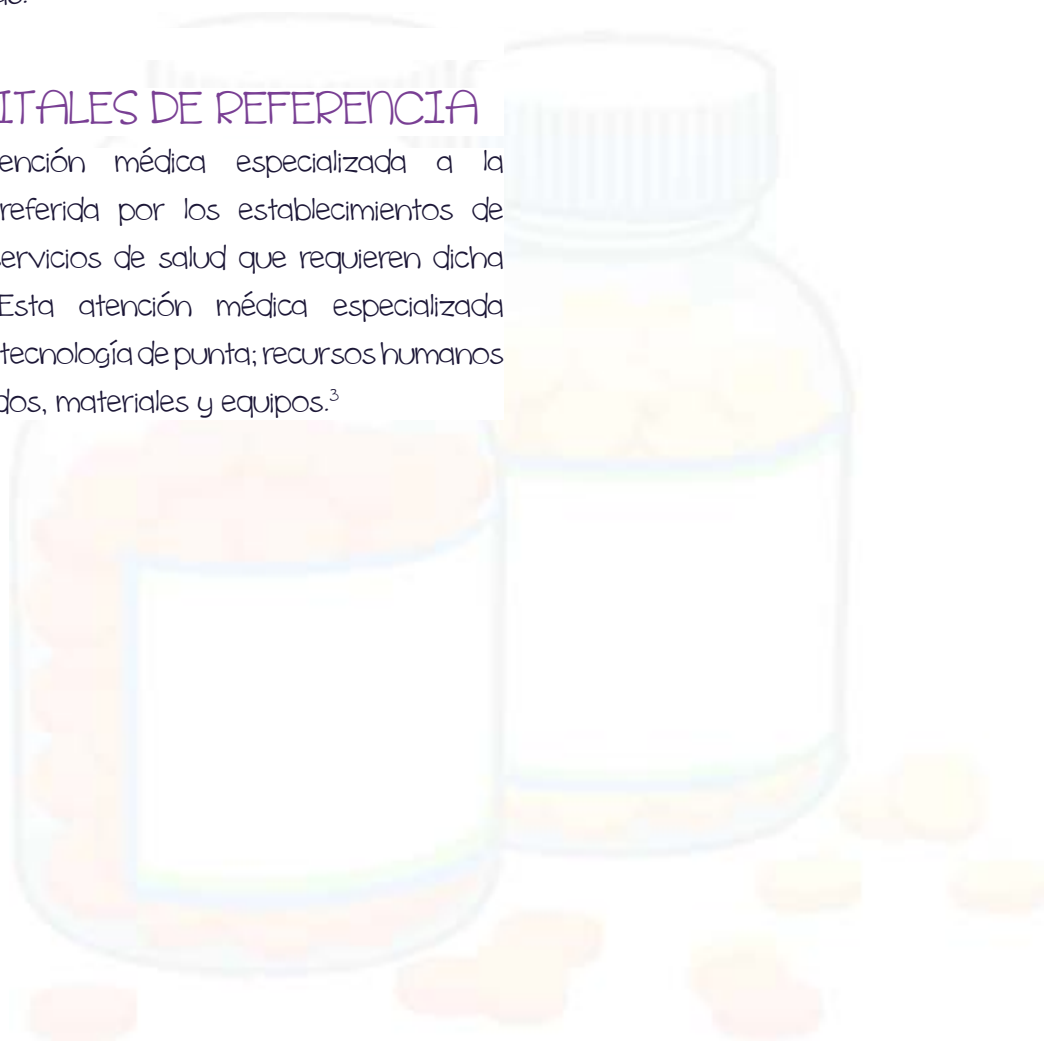 ITALES DE REFERENCIA
ención médica especializada a la
referida por los establecimientos de
ervicios de salud que requieren dicha
Esta atención médica especializada
tecnología de punta; recursos humanos
dos, materiales y equipos.³